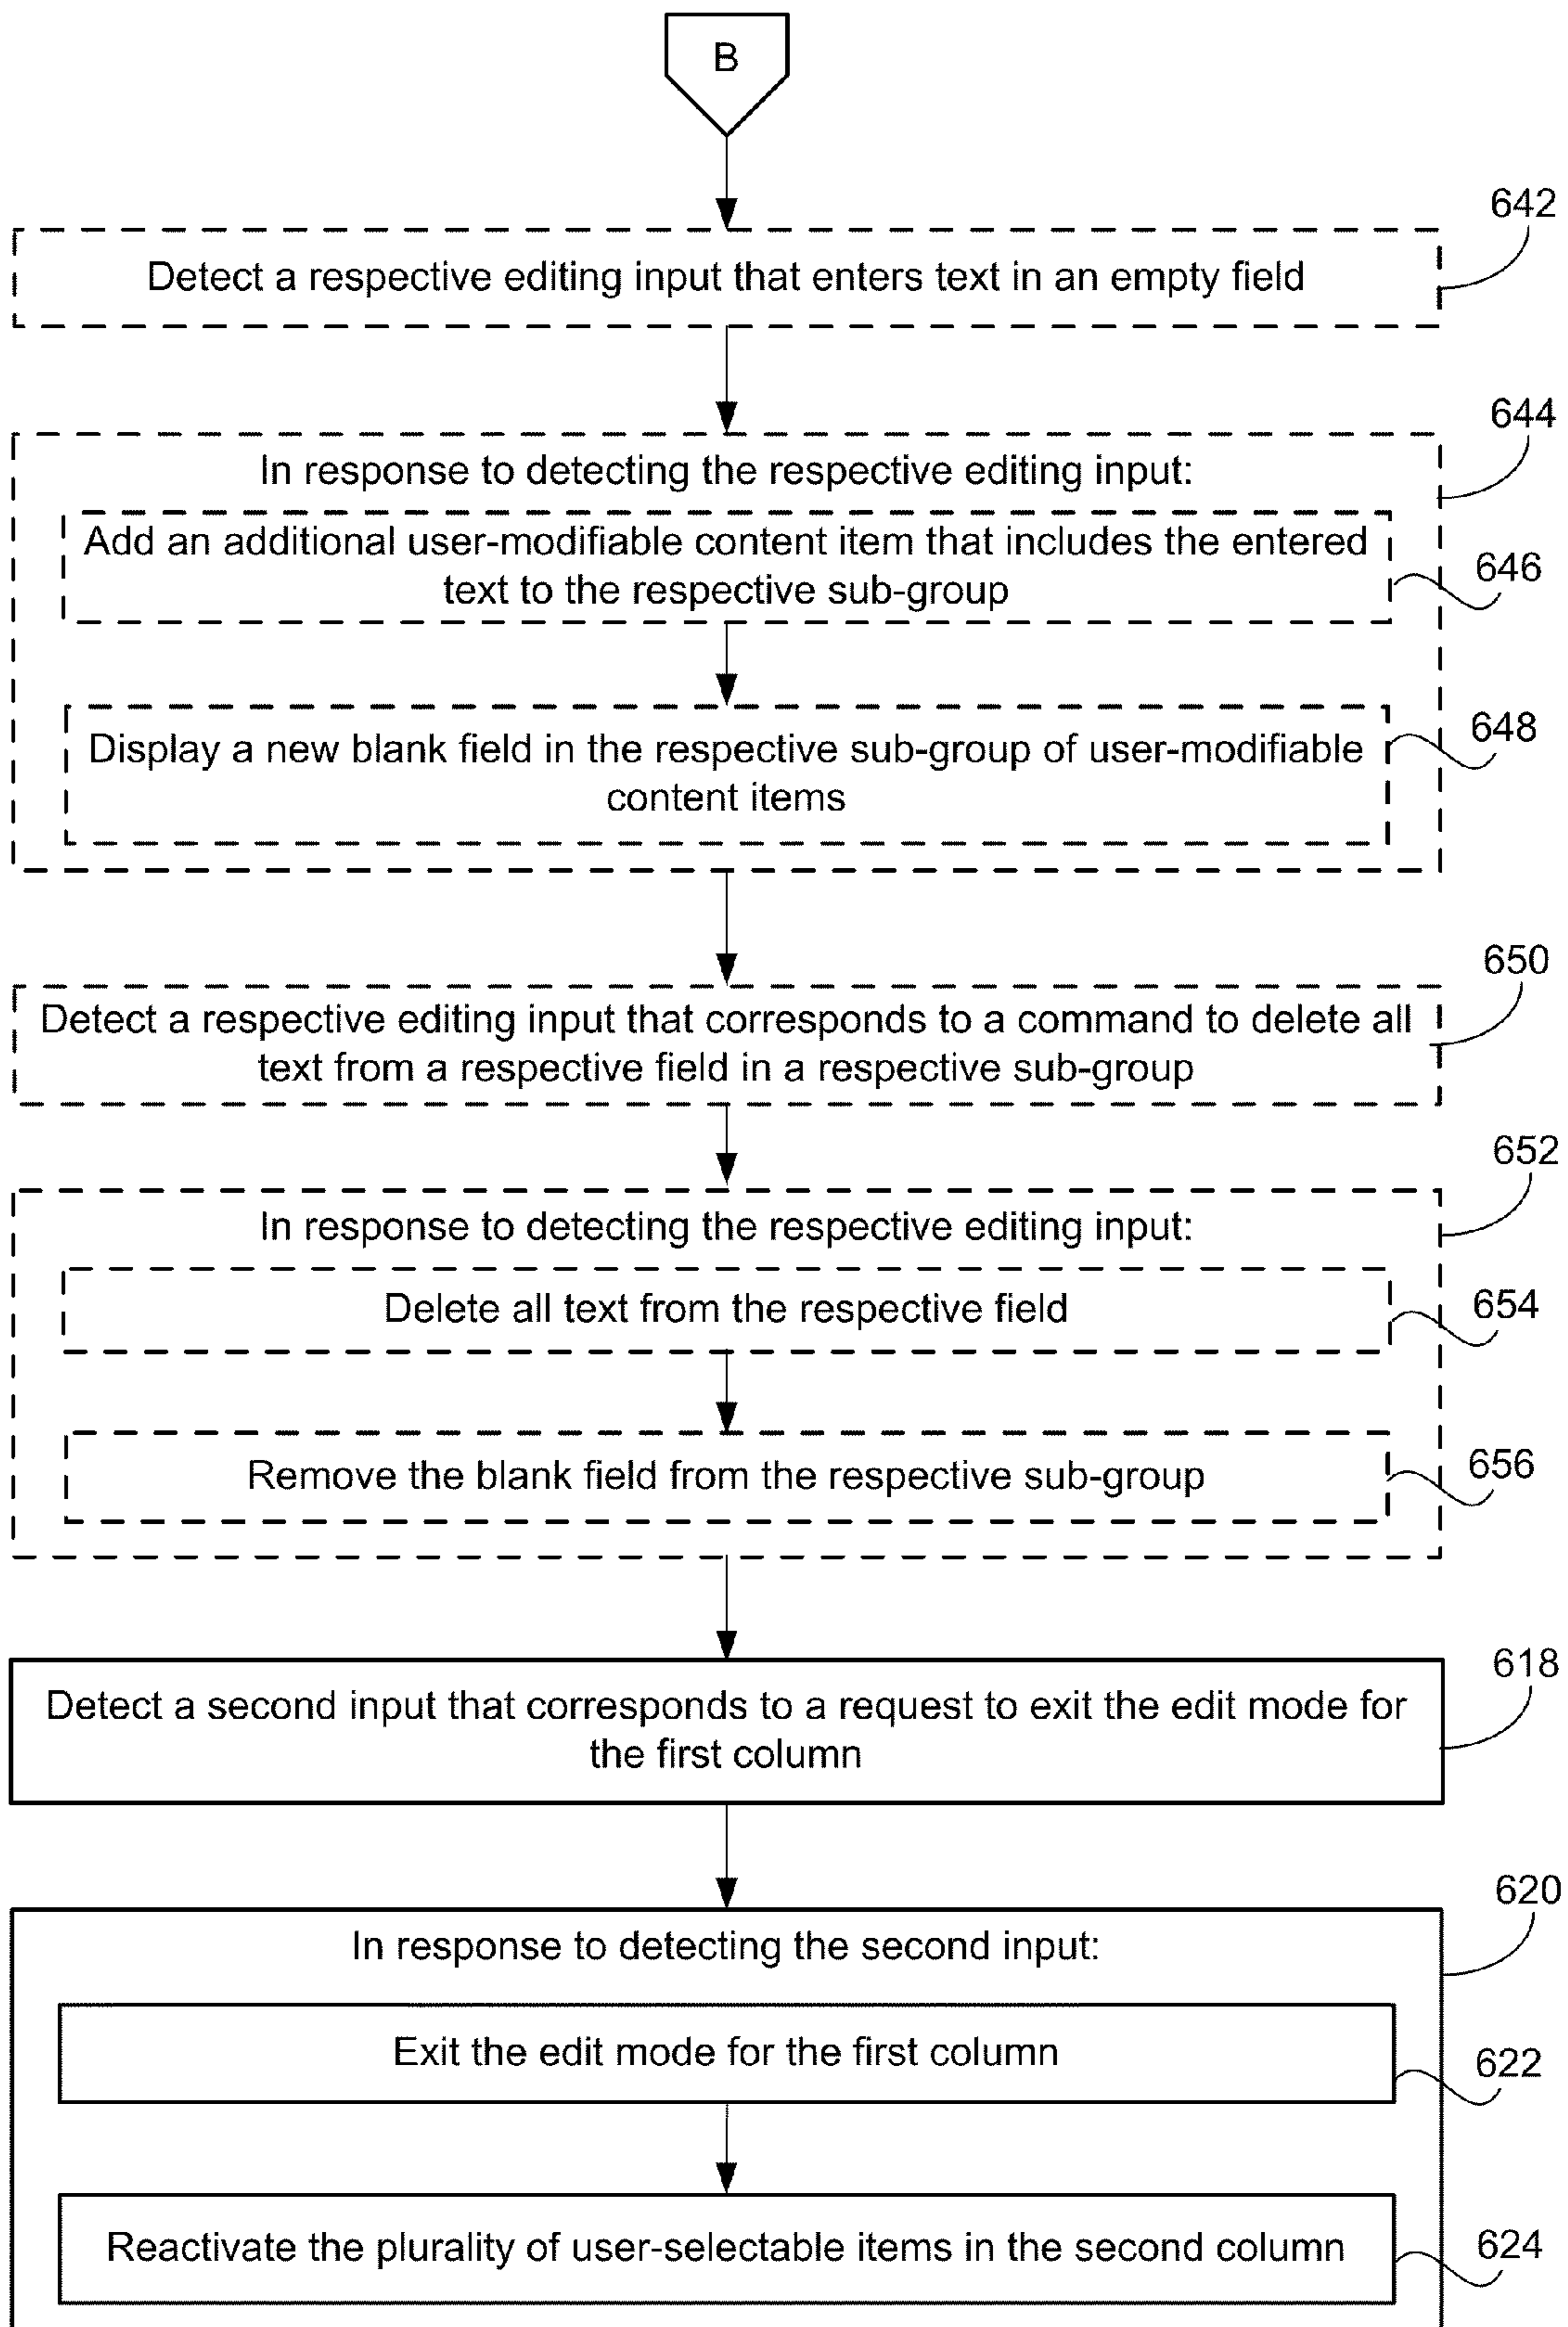 B
642
Detect a respective editing input that enters text in an empty field
644
In response to detecting the respective editing input:
Add an additional user-modifiable content item that includes the entered
text to the respective sub-group
646
648
Display a new blank field in the respective sub-group of user-modifiable
content items
650
Detect a respective editing input that corresponds to a command to delete all
text from a respective field in a respective sub-group
652
In response to detecting the respective editing input:
Delete all text from the respective field
654
Remove the blank field from the respective sub-group
656
618
Detect a second input that corresponds to a request to exit the edit mode for
the first column
620
In response to detecting the second input:
Exit the edit mode for the first column
622
Reactivate the plurality of user-selectable items in the second column
624